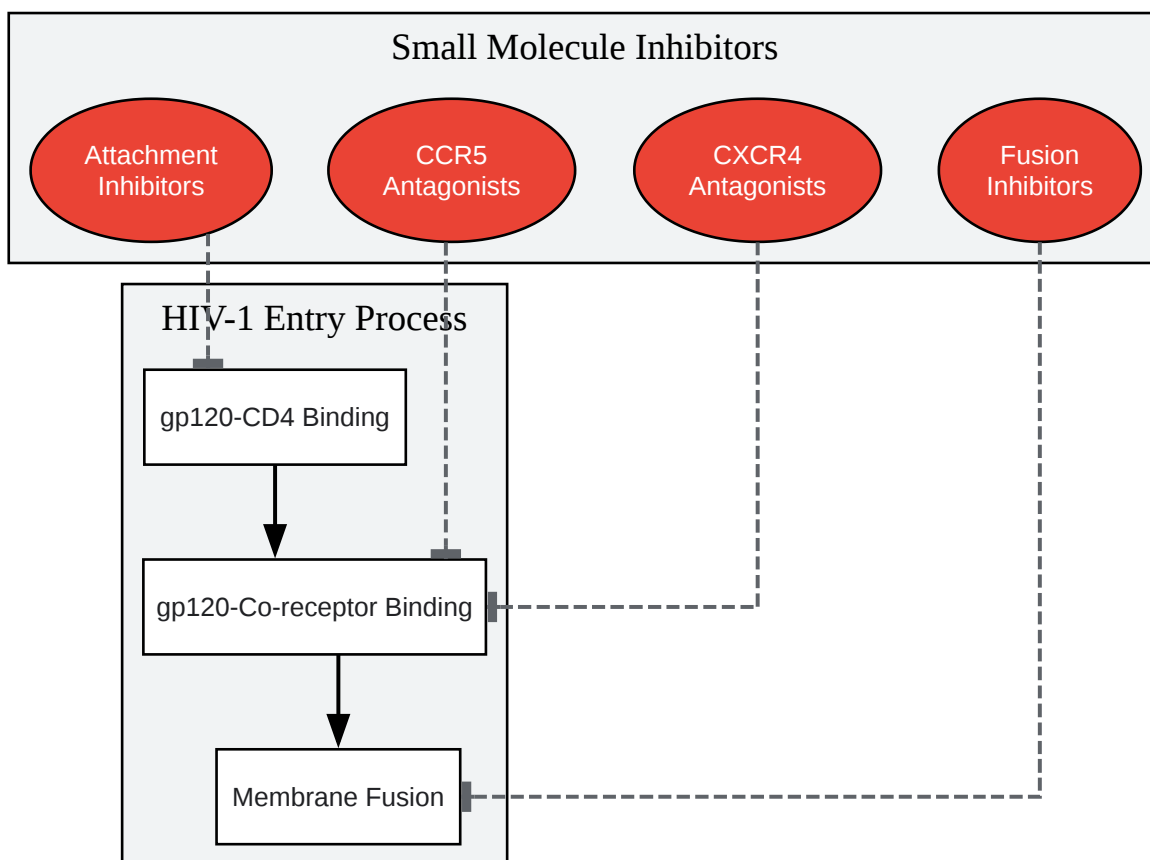 Small Molecule Inhibitors
Attachment
Inhibitors
CCR5
Antagonists
CXCR4
Antagonists
Fusion
Inhibitors
HIV-1 Entry Process
gp120-CD4 Binding
gp120-Co-receptor Binding
Membrane Fusion